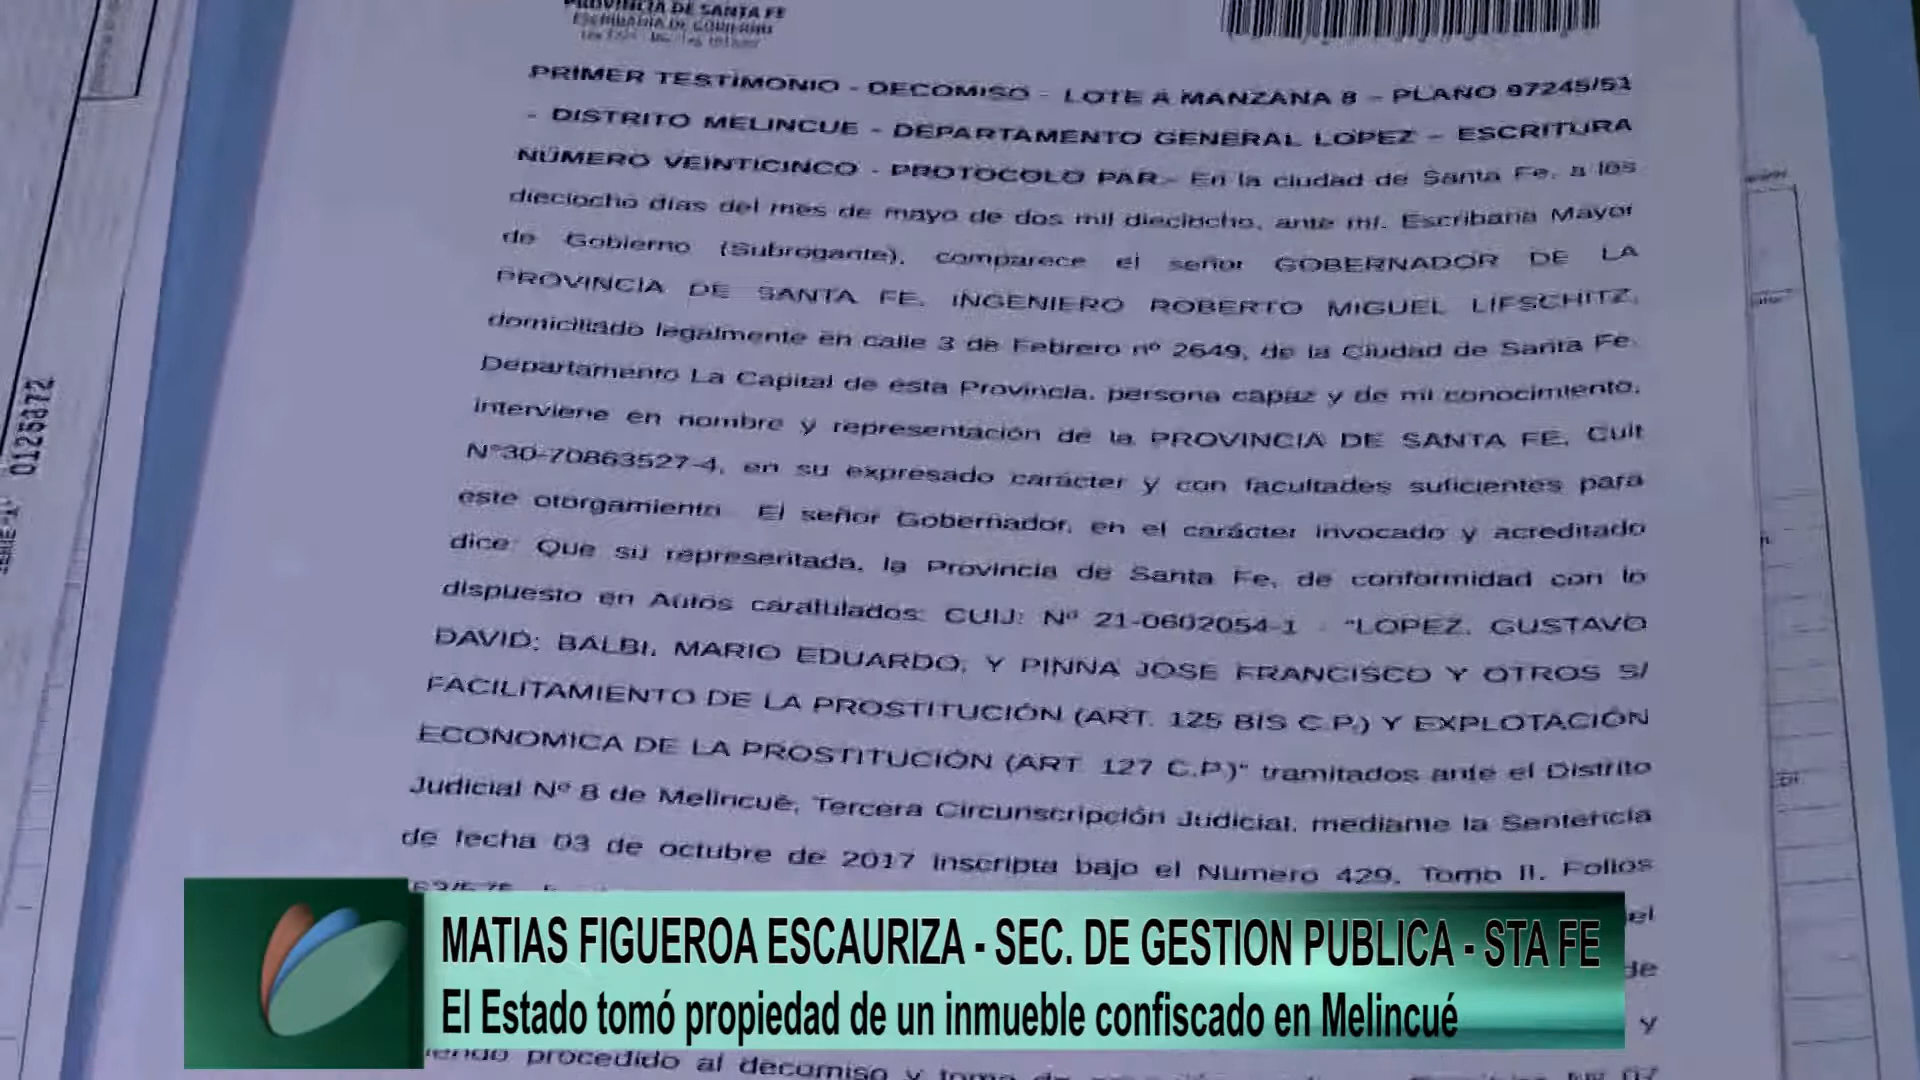 PROVINCIA DE SANTA FE
ESCRIBANIA DE GOBIERNO
PRIMER TESTIMONIO - DECOMISO - LOTE A MANZANA 8 - PLANO 97245/51
- DISTRITO MELINCUE - DEPARTAMENTO GENERAL LOPEZ - ESCRITURA
NÚMERO VEINTICINCO - PROTOCOLO PAR.- En la ciudad de Santa Fe, a los
dieciocho días del mes de mayo de dos mil dieciocho, ante mí, Escribana Mayor
de Gobierno (Subrogante), comparece el señor GOBERNADOR DE LA
PROVINCIA DE SANTA FE, INGENIERO ROBERTO MIGUEL LIFSCHITZ,
domiciliado legalmente en calle 3 de Febrero nº 2649, de la Ciudad de Santa Fe,
Departamento La Capital de esta Provincia, persona capaz y de mi conocimiento,
interviene en nombre y representación de la PROVINCIA DE SANTA FE, Cuit
N°30-70863527-4, en su expresado carácter y con facultades suficientes para
este otorgamiento. El señor Gobernador, en el carácter invocado y acreditado
dice: Que su representada, la Provincia de Santa Fe, de conformidad con lo
dispuesto en Autos caratulados: CUIJ: Nº 21-0602054-1 - "LOPEZ, GUSTAVO
DAVID; BALBI, MARIO EDUARDO, Y PINNA JOSE FRANCISCO Y OTROS S/
FACILITAMIENTO DE LA PROSTITUCIÓN (ART. 125 BIS C.P.) Y EXPLOTACIÓN
ECONOMICA DE LA PROSTITUCIÓN (ART. 127 C.P.)" tramitados ante el Distrito
Judicial Nº 8 de Melincué, Tercera Circunscripción Judicial, mediante la Sentencia
de fecha 03 de octubre de 2017 inscripta bajo el Número 429, Tomo II, Folios
de
y
procedido al decomiso y toma de
0125872
MATIAS FIGUEROA ESCAURIZA - SEC. DE GESTION PUBLICA - STA FE
El Estado tomó propiedad de un inmueble confiscado en Melincué